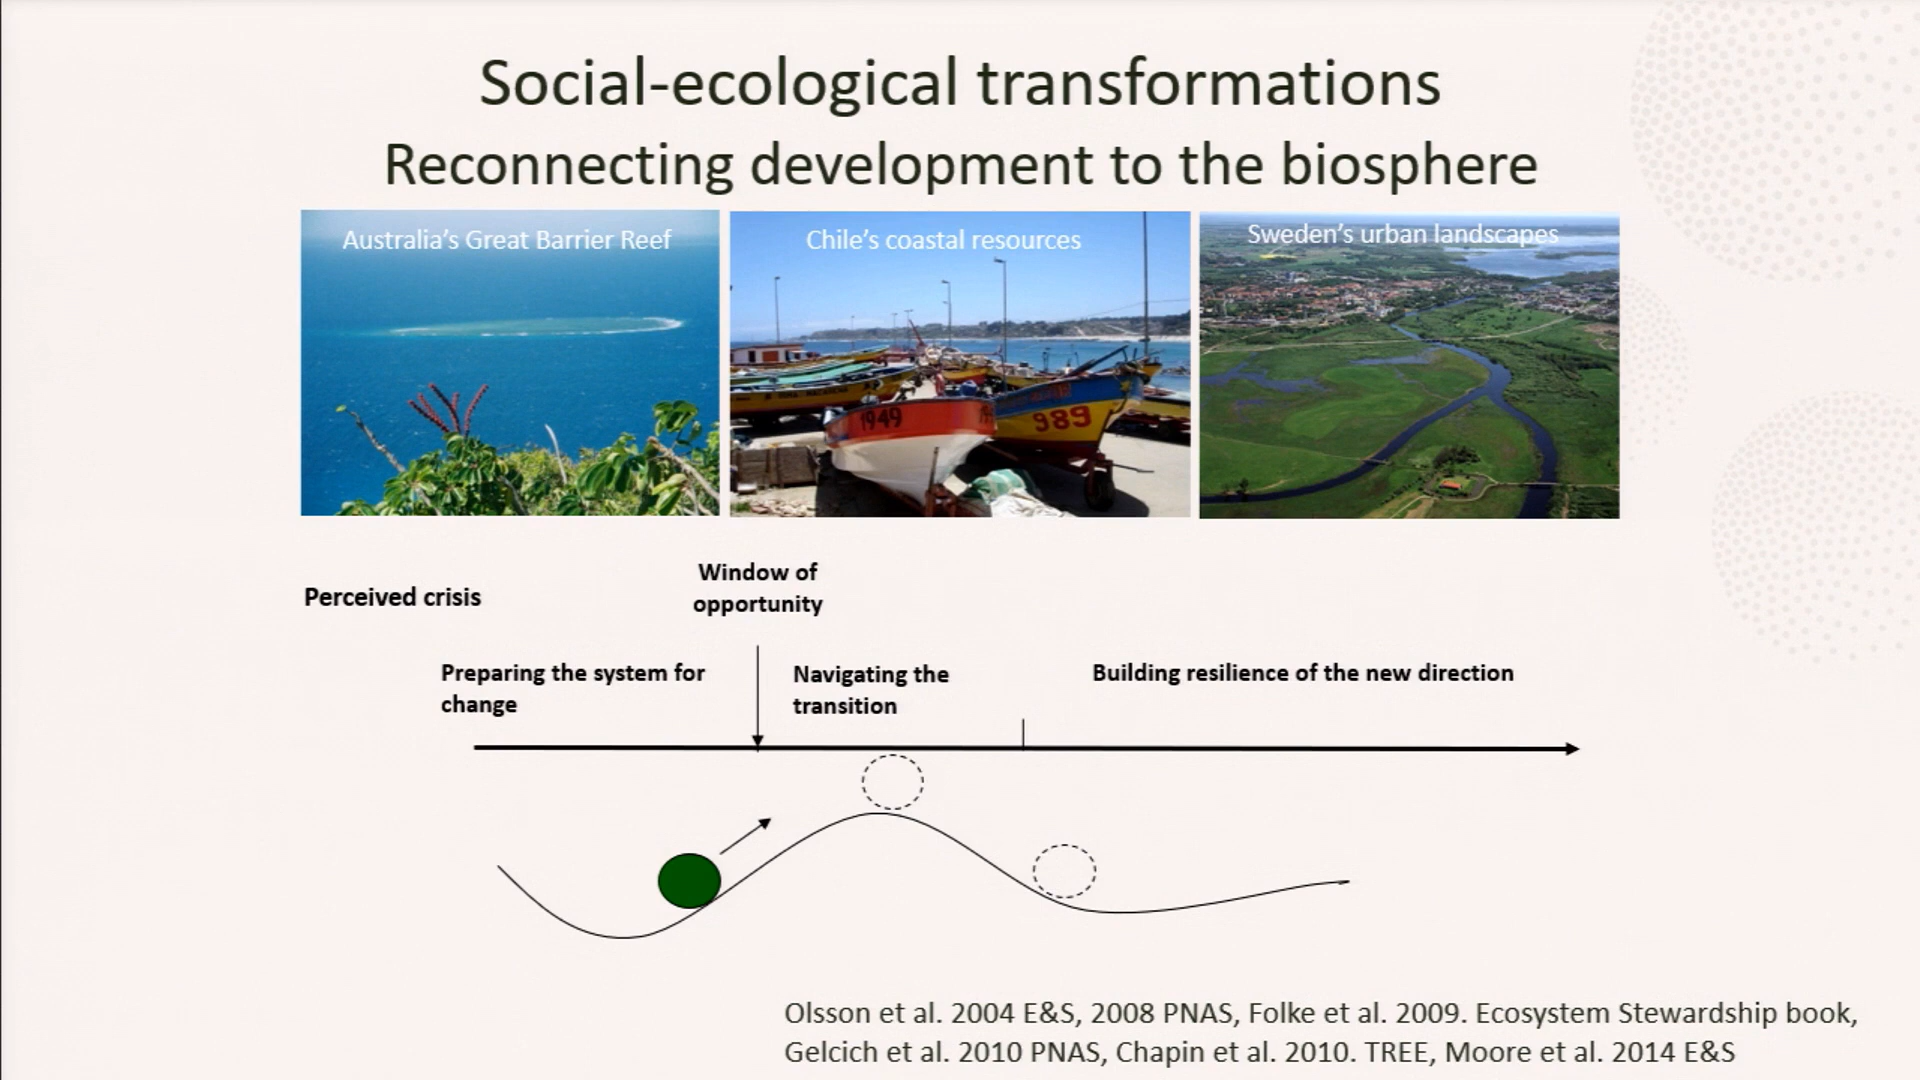 Social-ecological transformations
Reconnecting development to the biosphere
Australia's Great Barrier Reef
Chile's coastal resources
Sweden's urban landscapes
1949
989
Perceived crisis
Window of
opportunity
Preparing the system for
change
Navigating the
transition
Building resilience of the new direction
Olsson et al. 2004 E&S, 2008 PNAS, Folke et al. 2009. Ecosystem Stewardship book,
Gelcich et al. 2010 PNAS, Chapin et al. 2010. TREE, Moore et al. 2014 E&S